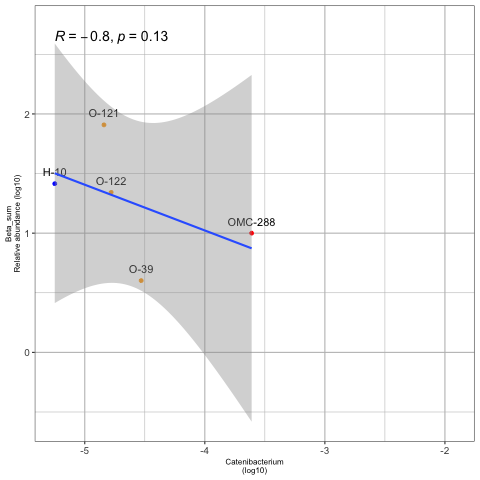 R = −0.8, p = 0.13
O-121
H-10
O-122
OMC-288
O-39
2
1
0
Beta_sum
Relative abundance (log10)
-5
-4
-3
-2
Catenibacterium
(log10)